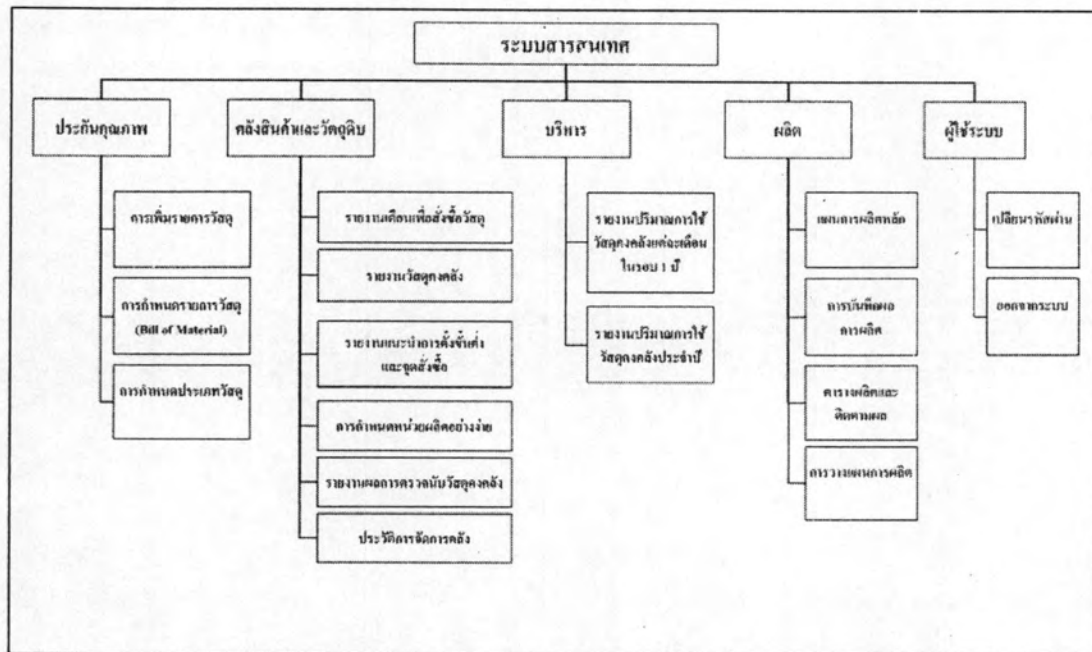 ระบบสารสนเทศ
ประกันคุณภาพ
คลังสินค้าและวัตถุดิบ
บริหาร
ผลิต
ผู้ใช้ระบบ
การเพิ่มรายการวัสดุ
การกำหนดรายการวัสดุ
(Bill of Material)
การกำหนดประเภทวัสดุ
รายงานเตือนเพื่อสั่งซื้อวัสดุ
รายงานวัสดุคงคลัง
รายงานแนะนำการตั้งขั้นต่ำ
และจุดสั่งซื้อ
การกำหนดหน่วยผลิตอย่างง่าย
รายงานผลการตรวจนับวัสดุคงคลัง
ประวัติการจัดการคลัง
รายงานปริมาณการใช้
วัสดุคงคลังแต่ละเดือน
ในรอบ 1 ปี
รายงานปริมาณการใช้
วัสดุคงคลังประจำปี
แผนการผลิตหลัก
การบันทึกผล
การผลิต
ตารางผลิตและ
ติดตามผล
การวางแผนการผลิต
เปลี่ยนรหัสผ่าน
ออกจากระบบ